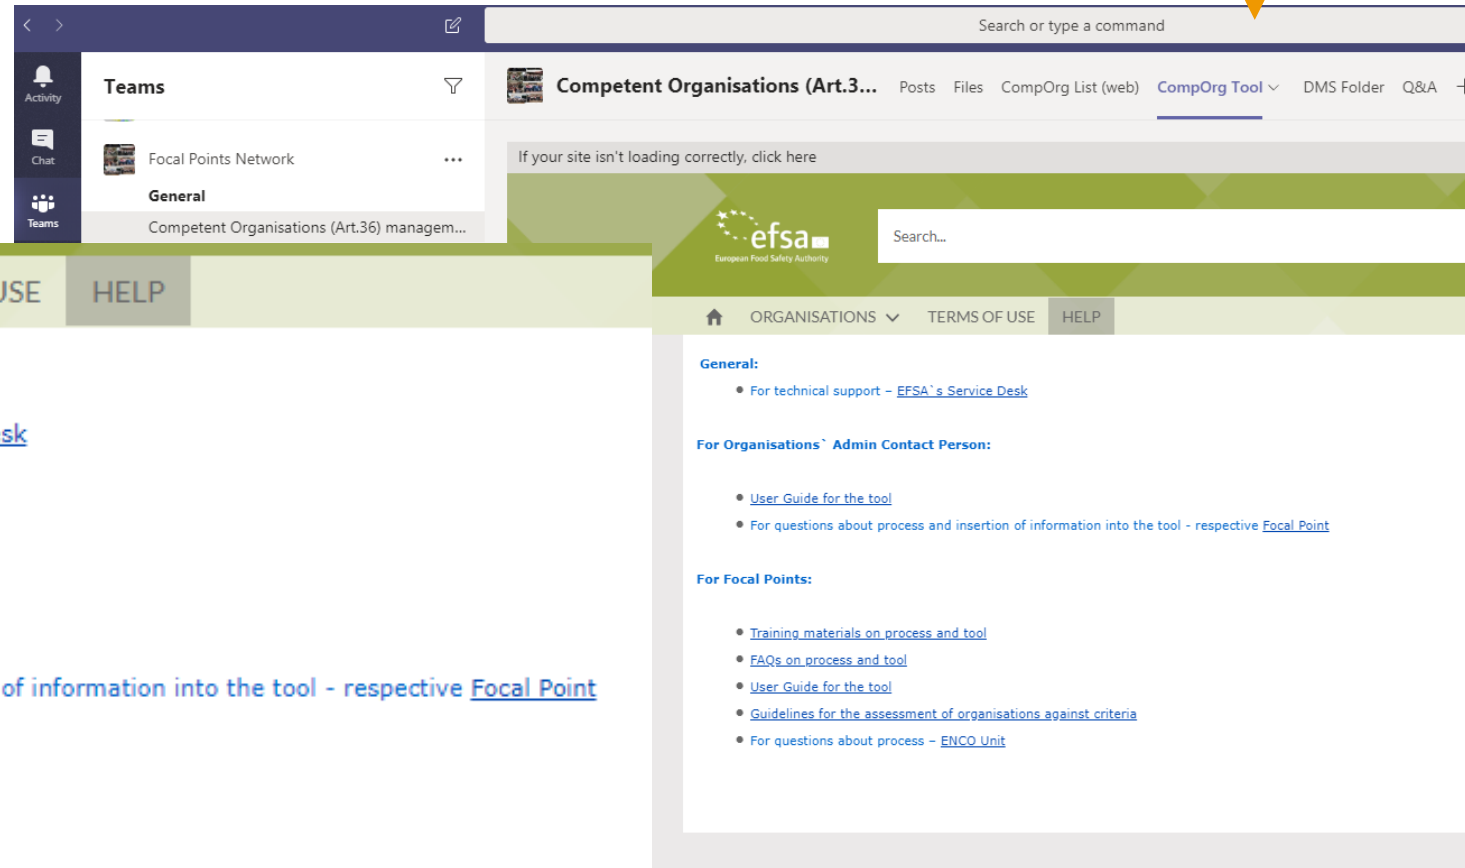 Search or type a command
Activity
Teams
Competent Organisations (Art.3...
Posts
Files
CompOrg List (web)
CompOrg Tool
DMS Folder
Q&A
Chat
Focal Points Network
...
If your site isn't loading correctly, click here
General
Teams
Competent Organisations (Art.36) managem...
efsa
European Food Safety Authority
Search...
USE
HELP
ORGANISATIONS
TERMS OF USE
HELP
General:
For technical support – EFSA`s Service Desk
sk
For Organisations` Admin Contact Person:
User Guide for the tool
For questions about process and insertion of information into the tool - respective Focal Point
For Focal Points:
Training materials on process and tool
FAQs on process and tool
of information into the tool - respective Focal Point
User Guide for the tool
Guidelines for the assessment of organisations against criteria
For questions about process – ENCO Unit